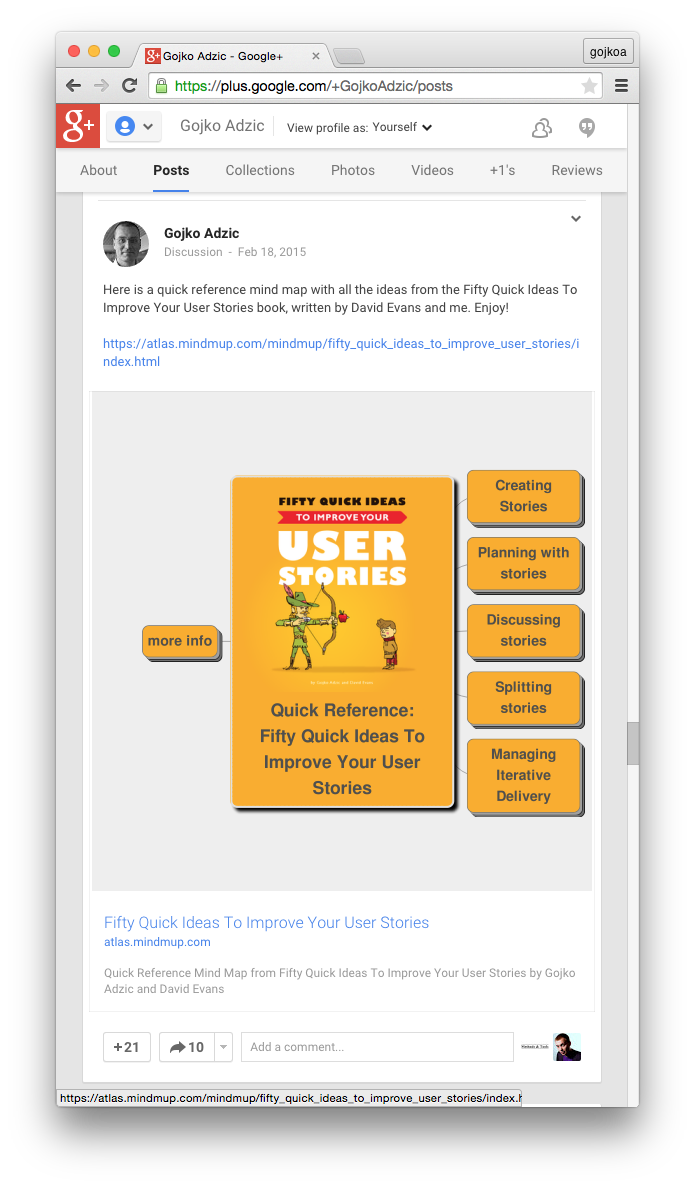 Gojko Adzic - Google+
gojkoa
https://plus.google.com/+GojkoAdzic/posts
g+
Gojko Adzic
View profile as: Yourself
About Posts Collections Photos Videos +1's Reviews
Gojko Adzic
Discussion - Feb 18, 2015
Here is a quick reference mind map with all the ideas from the Fifty Quick Ideas To
Improve Your User Stories book, written by David Evans and me. Enjoy!
https://atlas.mindmup.com/mindmup/fifty_quick_ideas_to_improve_user_stories/i
ndex.html
more info
FIFTY QUICK IDEAS
TO IMPROVE YOUR
USER
STORIES
by Gojko Adzic and David Evans
Quick Reference:
Fifty Quick Ideas To
Improve Your User
Stories
Creating
Stories
Planning with
stories
Discussing
stories
Splitting
stories
Managing
Iterative
Delivery
Fifty Quick Ideas To Improve Your User Stories
atlas.mindmup.com
Quick Reference Mind Map from Fifty Quick Ideas To Improve Your User Stories by Gojko
Adzic and David Evans
+21
10
Add a comment...
https://atlas.mindmup.com/mindmup/fifty_quick_ideas_to_improve_user_stories/index.h